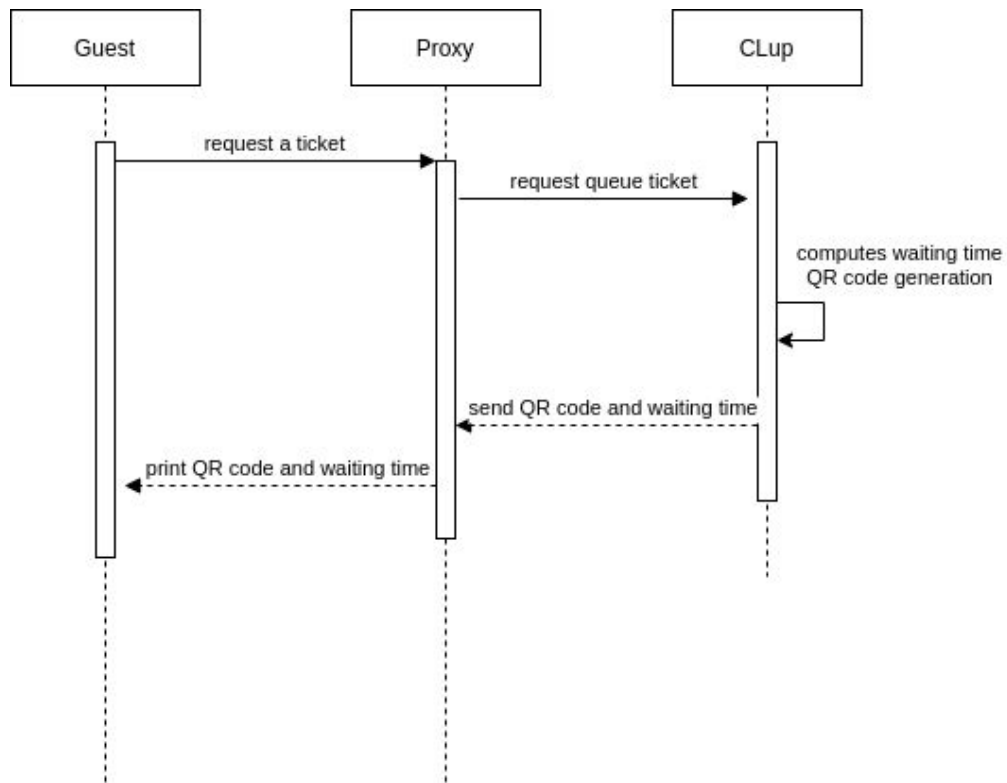 Guest
Proxy
CLup
request a ticket
request queue ticket
computes waiting time
QR code generation
send QR code and waiting time
print QR code and waiting time